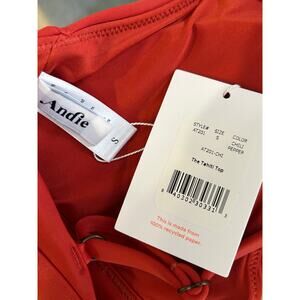 Andie
S
STYLE# SIZE COLOR
AT201 S CHILI
PEPPER
AT201-CHI
The Tahiti Top
This is made from
100% recycled paper.